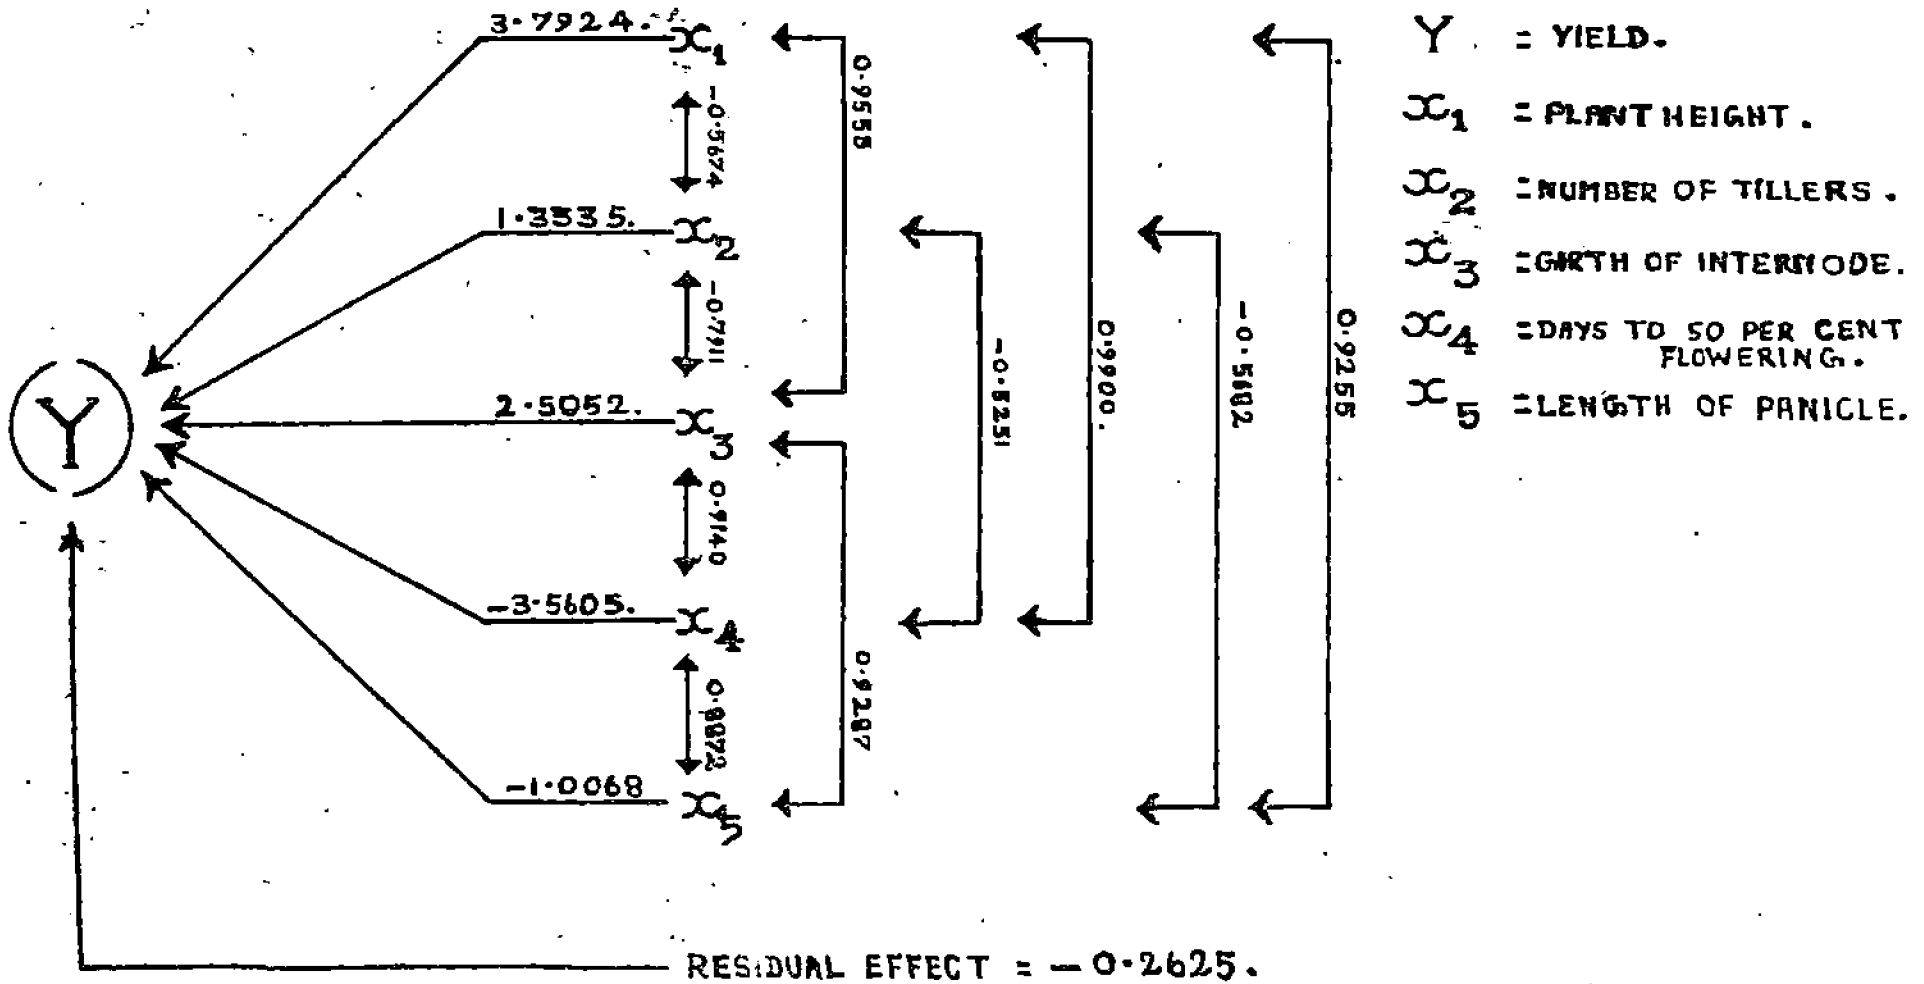 3.7924.
x1
0.9558
-0.5674
1.3535.
x2
-0.7911
2.5052.
x3
0.9140
-3.5605.
x4
0.8872
-1.0068
x5
0.9287
-0.5251
0.9900.
-0.5682
0.9255
Y
RESIDUAL EFFECT = - 0.2625.
Y = YIELD.
x1 = PLANT HEIGHT.
x2 = NUMBER OF TILLERS.
x3 = GIRTH OF INTERNODE.
x4 = DAYS TO 50 PER CENT
FLOWERING.
x5 = LENGTH OF PANICLE.